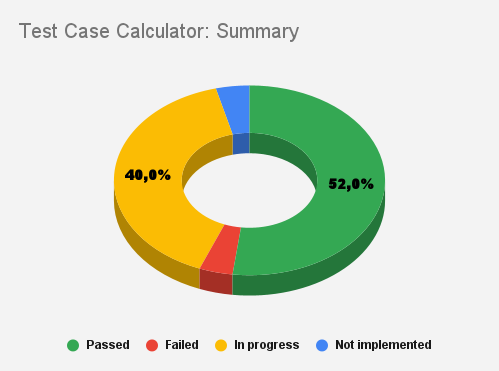 Test Case Calculator: Summary
40,0%
52,0%
Passed
Failed
In progress
Not implemented